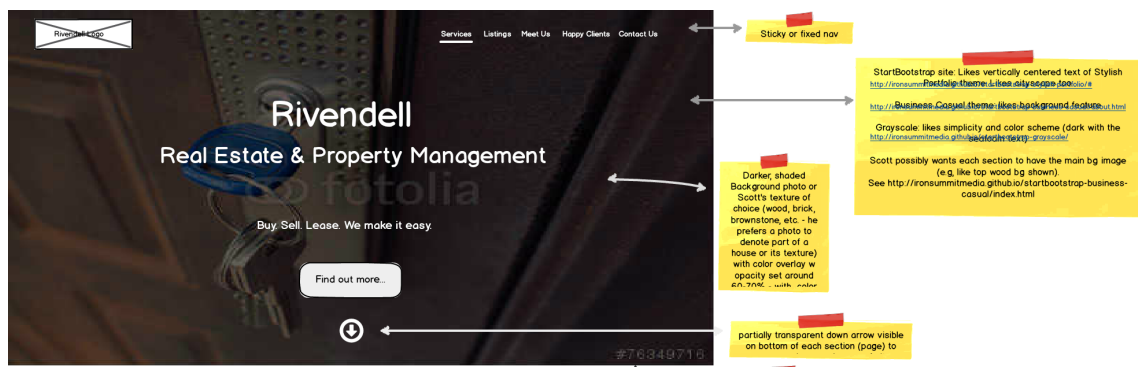 Rivendell Logo
Services Listings Meet Us Happy Clients Contact Us
Rivendell
Real Estate & Property Management
fotolia
Buy. Sell. Lease. We make it easy.
Find out more...
#76349716
Sticky or fixed nav
StartBootstrap site: Likes vertically centered text of Stylish
Portfolio theme. Likes cityscape too
Business Casual theme likes background feature
Grayscale: likes simplicity and color scheme (dark with the
seafoam text)
Scott possibly wants each section to have the main bg image
(e.g, like top wood bg shown).
See http://ironsummitmedia.github.io/startbootstrap-business-
casual/index.html
Darker, shaded
Background photo or
Scott's texture of
choice (wood, brick,
brownstone, etc. - he
prefers a photo to
denote part of a
house or its texture)
with color overlay w
opacity set around
60-70% - with color
partially transparent down arrow visible
on bottom of each section (page) to